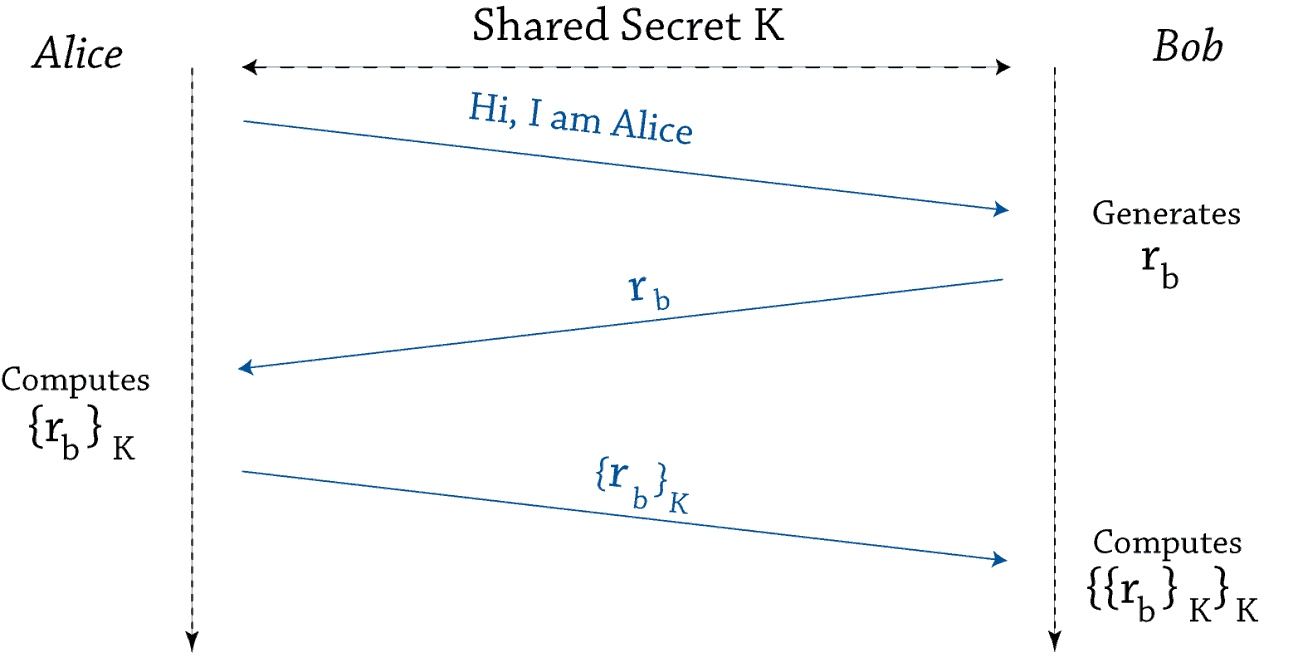 Shared Secret K
Alice
Bob
Hi, I am Alice
Generates
r_b
r_b
Computes
{r_b}_K
{r_b}_K
Computes
{{r_b}_K}_K